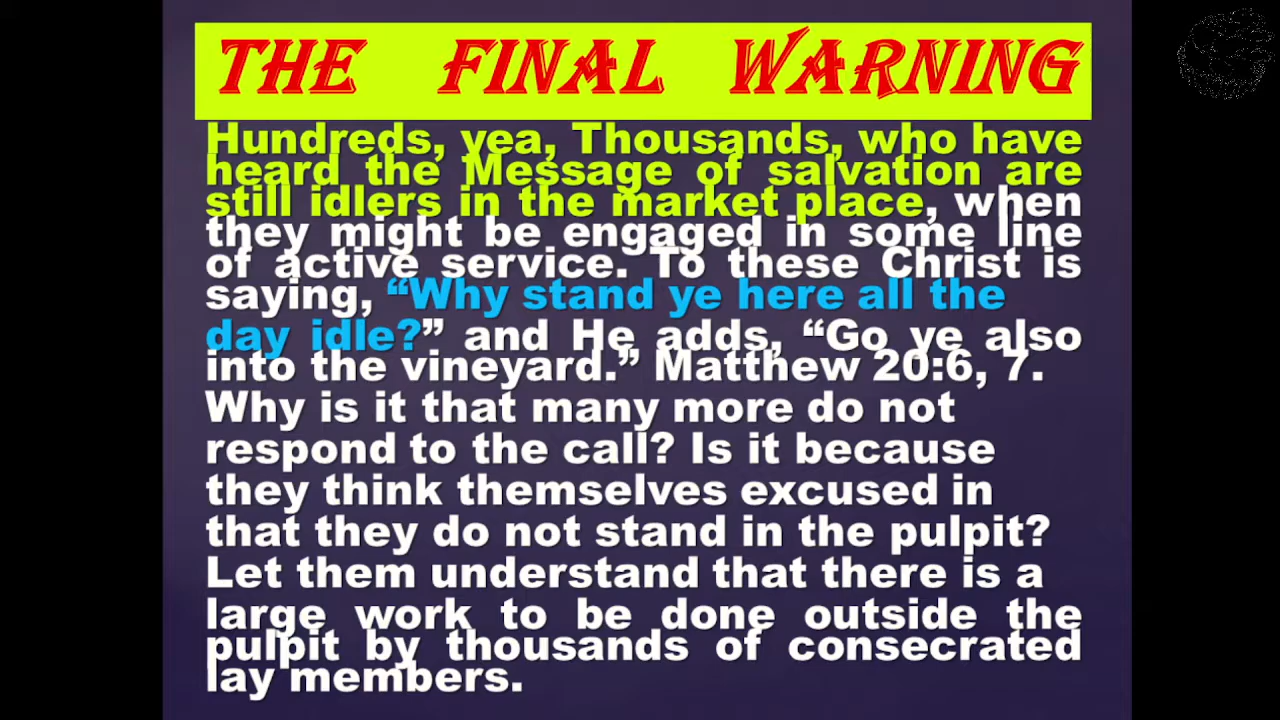 THE FINAL WARNING
Hundreds, yea, Thousands, who have
heard the Message of salvation are
still idlers in the market place, when
they might be engaged in some line
of active service. To these Christ is
saying, “Why stand ye here all the
day idle?” and He adds, “Go ye also
into the vineyard.” Matthew 20:6, 7.
Why is it that many more do not
respond to the call? Is it because
they think themselves excused in
that they do not stand in the pulpit?
Let them understand that there is a
large work to be done outside the
pulpit by thousands of consecrated
lay members.